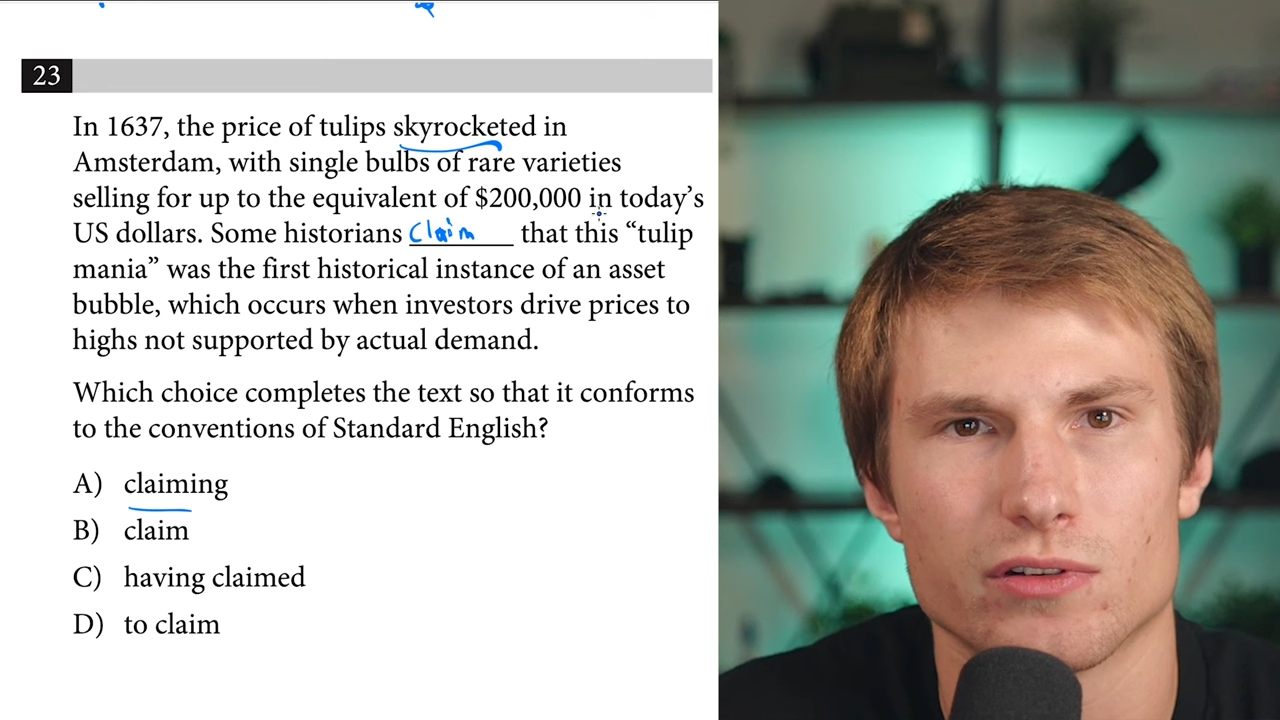 23
In 1637, the price of tulips skyrocketed in
Amsterdam, with single bulbs of rare varieties
selling for up to the equivalent of $200,000 in today’s
US dollars. Some historians claim that this “tulip
mania” was the first historical instance of an asset
bubble, which occurs when investors drive prices to
highs not supported by actual demand.
Which choice completes the text so that it conforms
to the conventions of Standard English?
A) claiming
B) claim
C) having claimed
D) to claim